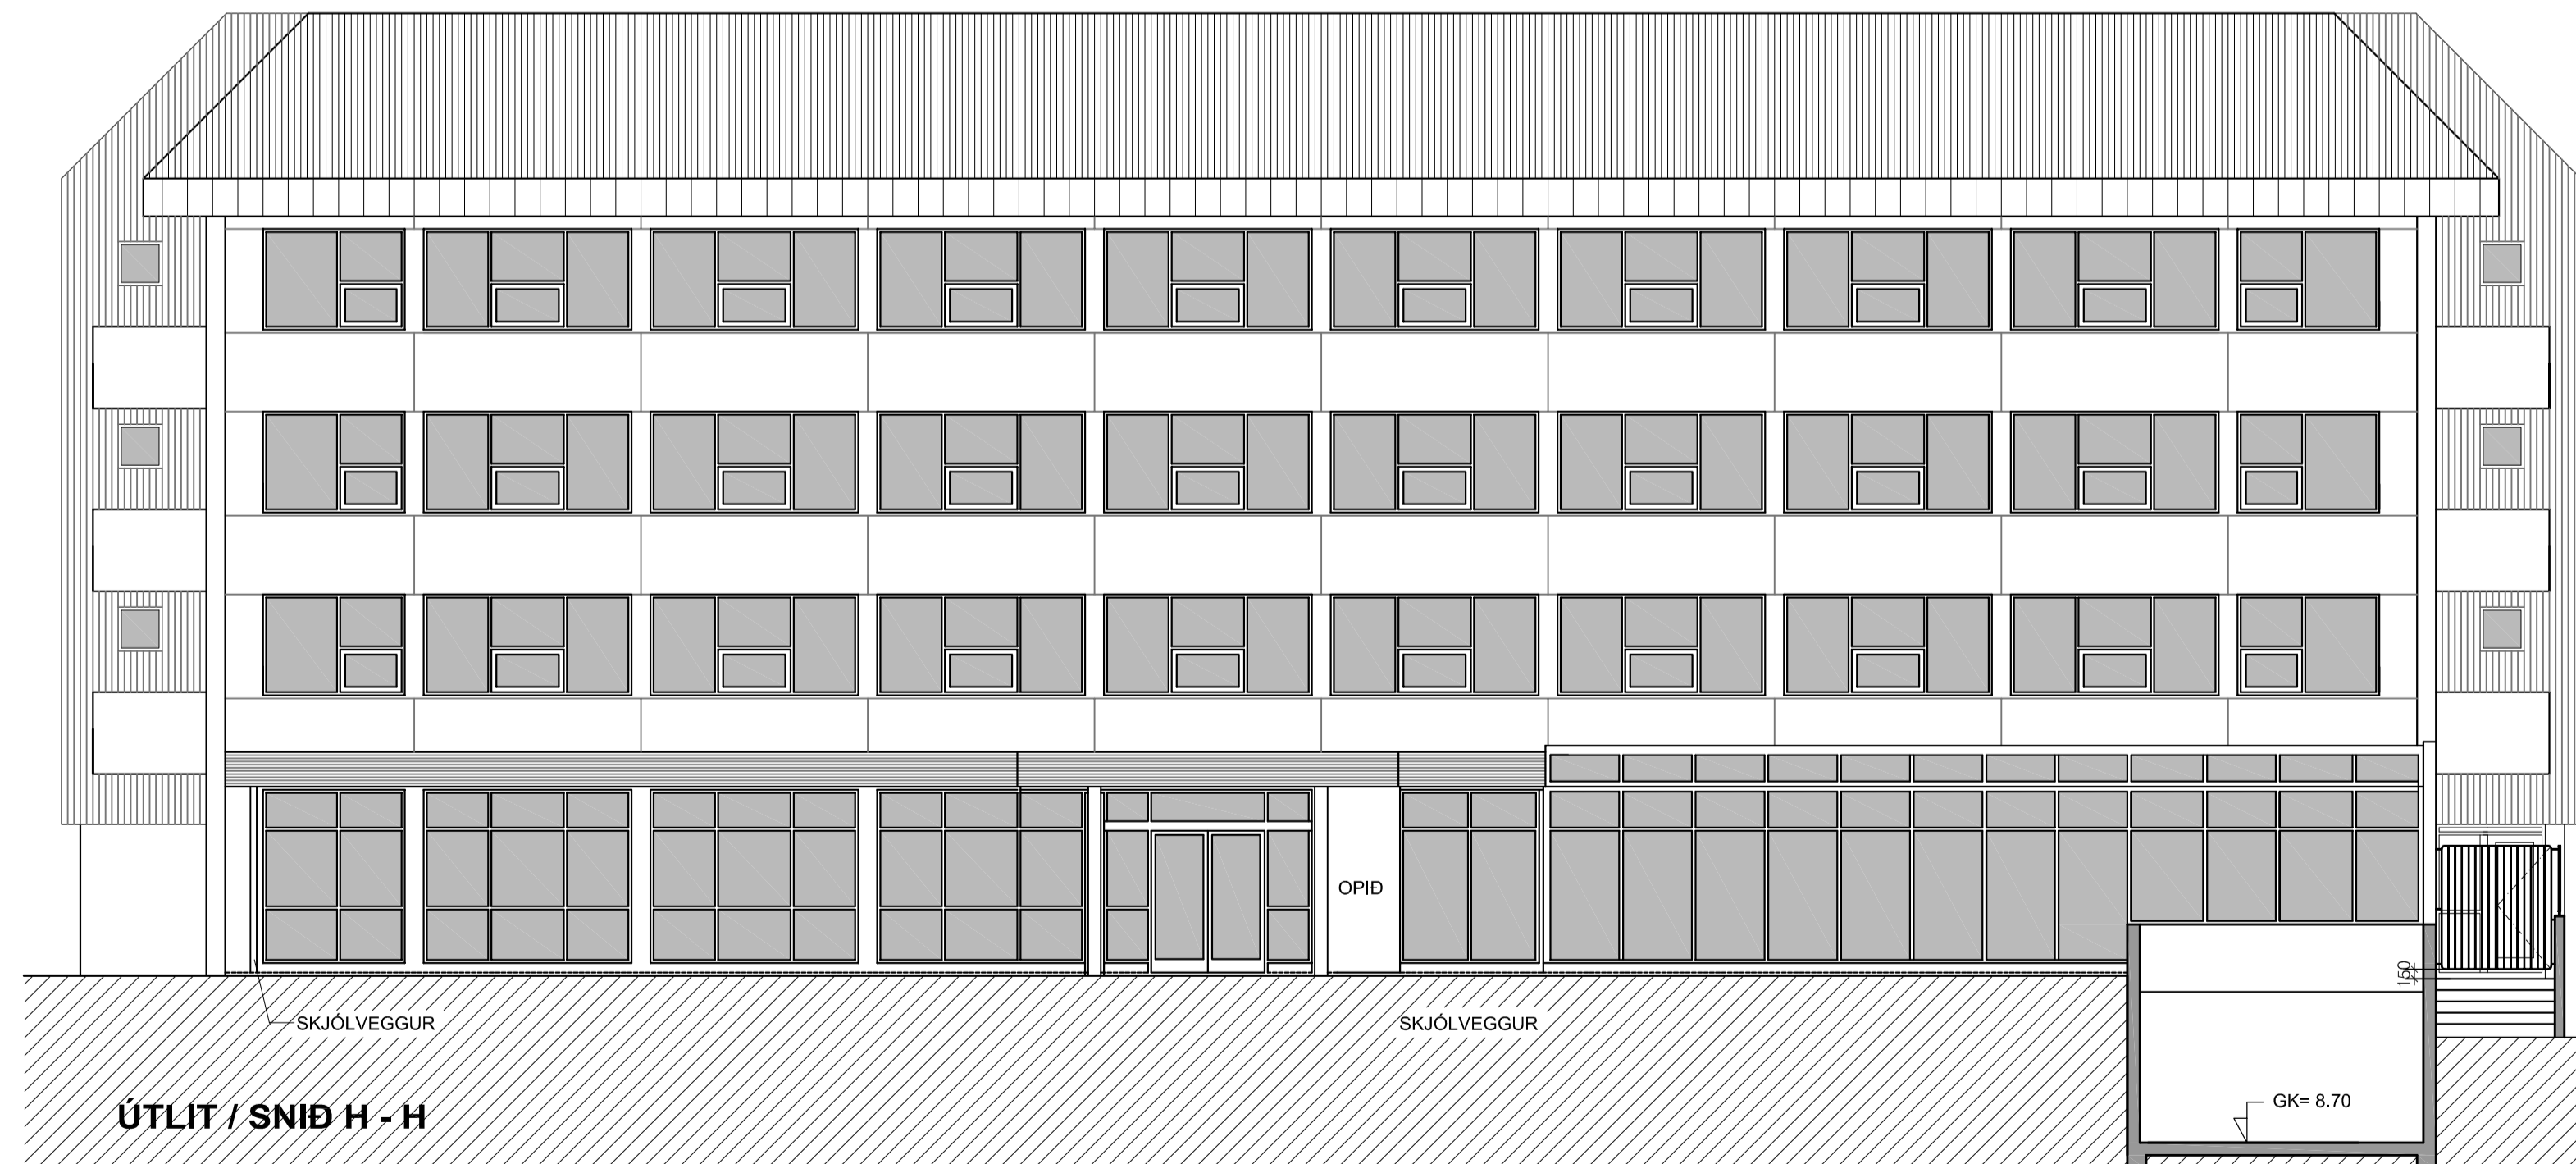 OPIÐ
150
SKJÓLVEGGUR
SKJÓLVEGGUR
GK= 8.70
ÚTLIT / SNIÐ H - H